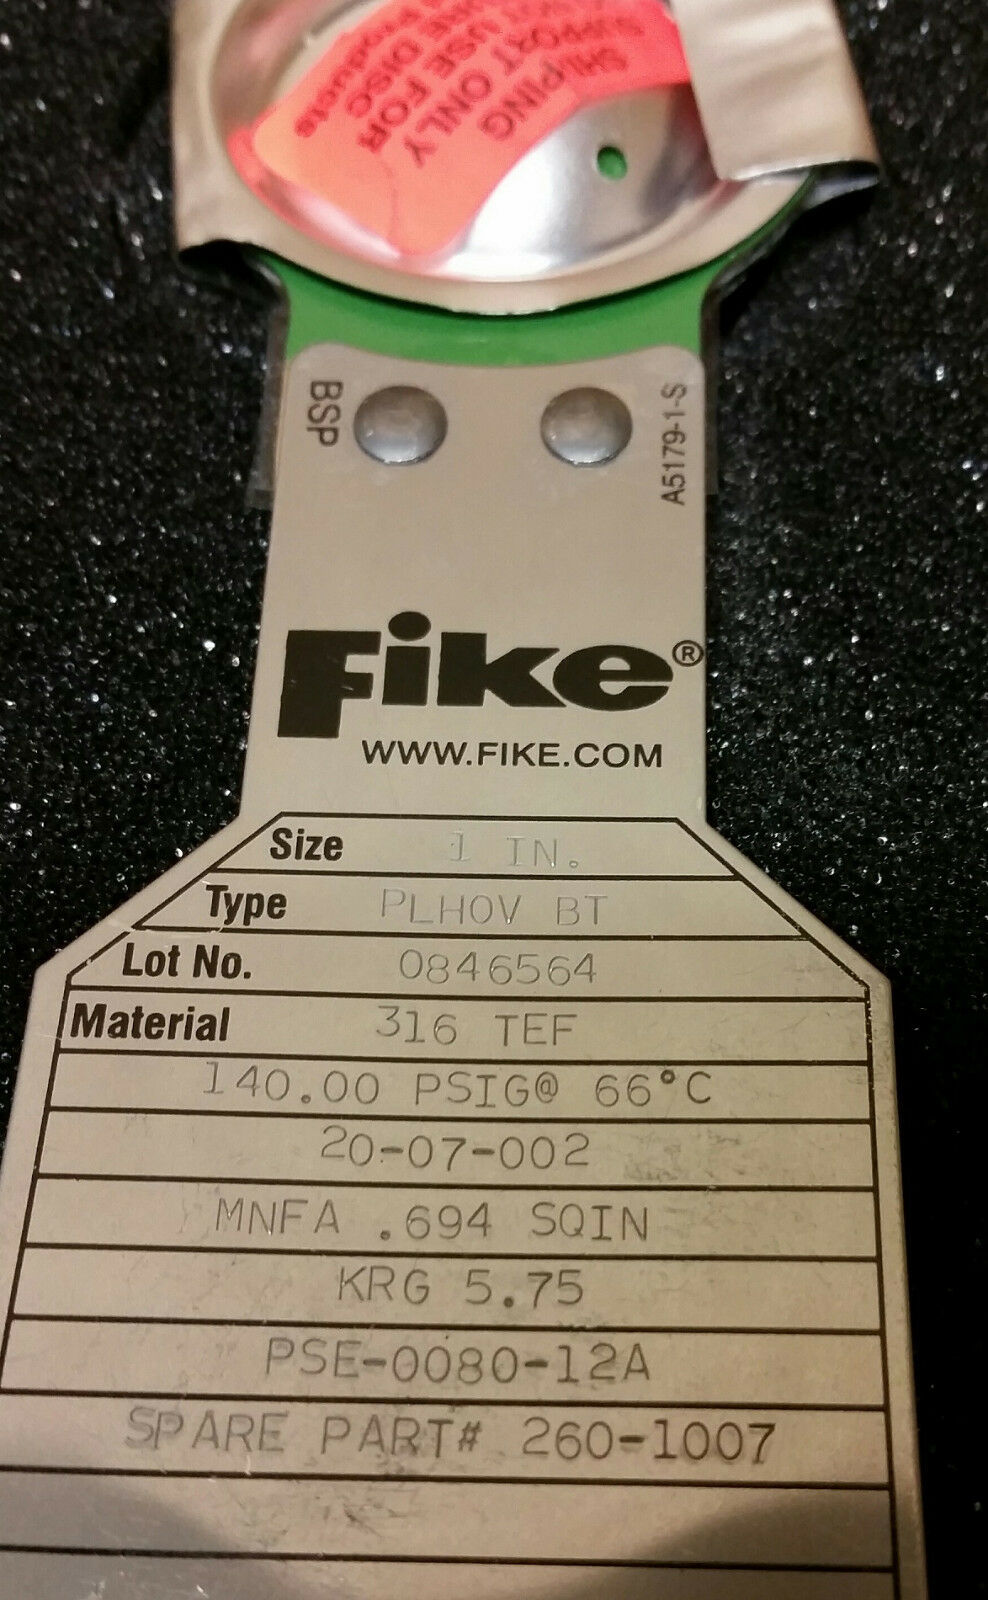 SHIPPING
SUPPORT ONLY
USE FOR
DISC
Products
BSP
A5179-1-S
Fike®
WWW.FIKE.COM
Size 1 IN.
Type PLHOV BT
Lot No. 0846564
Material 316 TEF
140.00 PSIG@ 66°C
20-07-002
MNFA .694 SQIN
KRG 5.75
PSE-0080-12A
SPARE PART# 260-1007